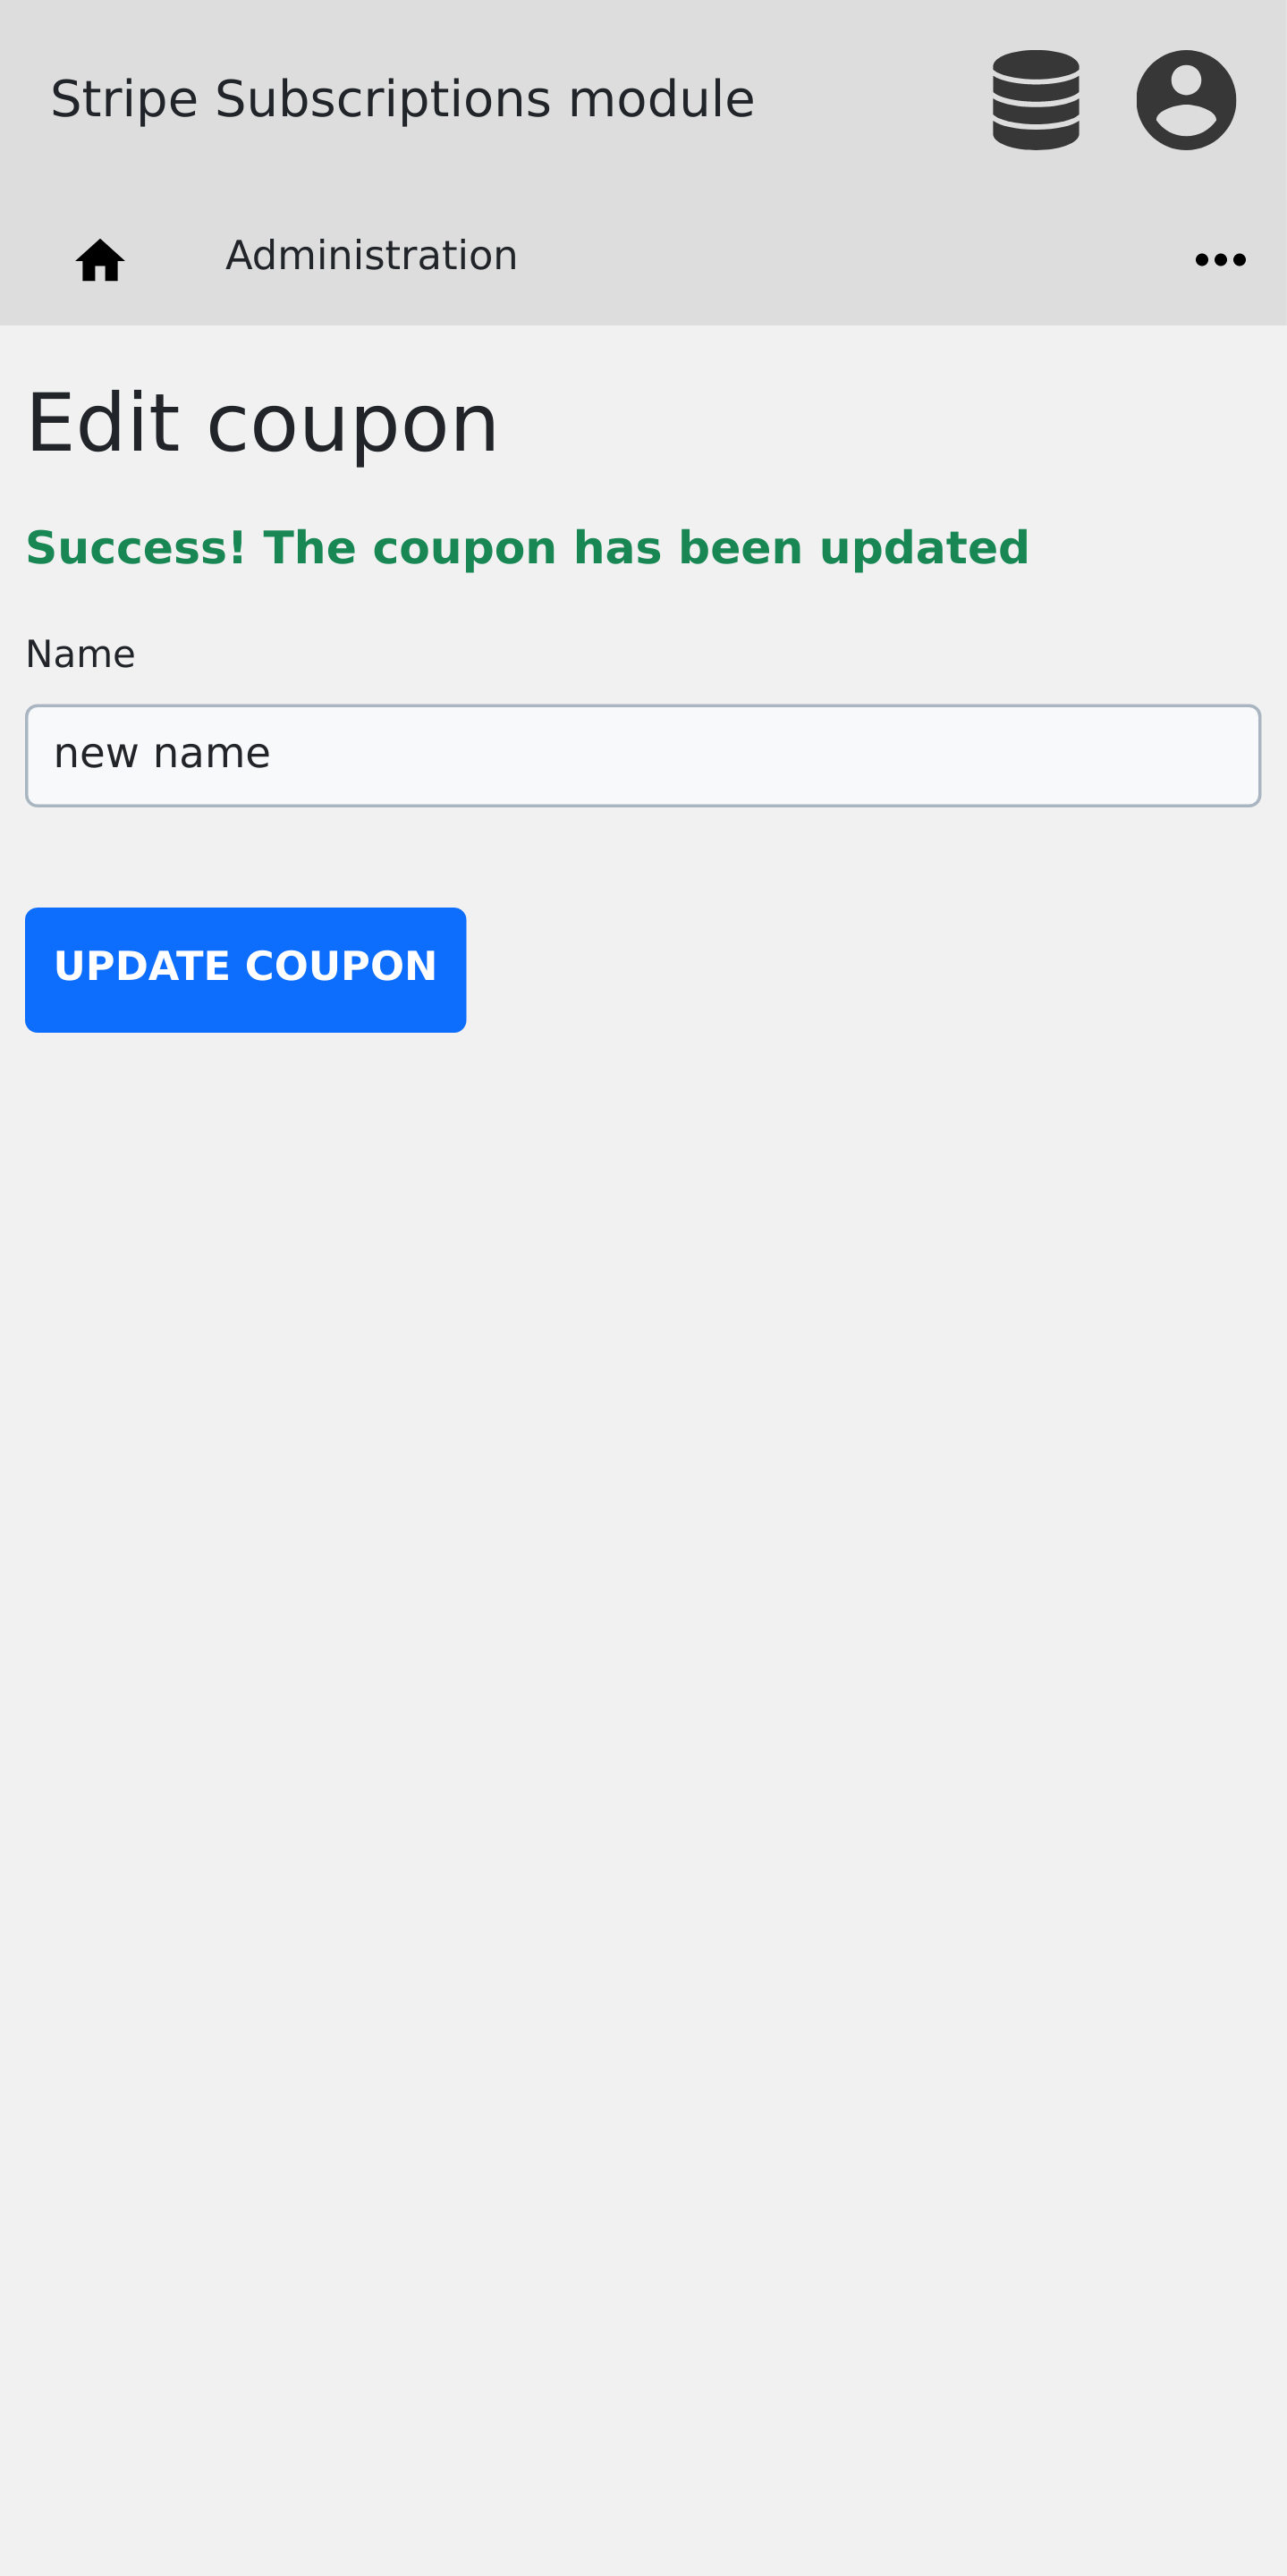 Stripe Subscriptions module
Administration
Edit coupon
Success! The coupon has been updated
Name
new name
UPDATE COUPON